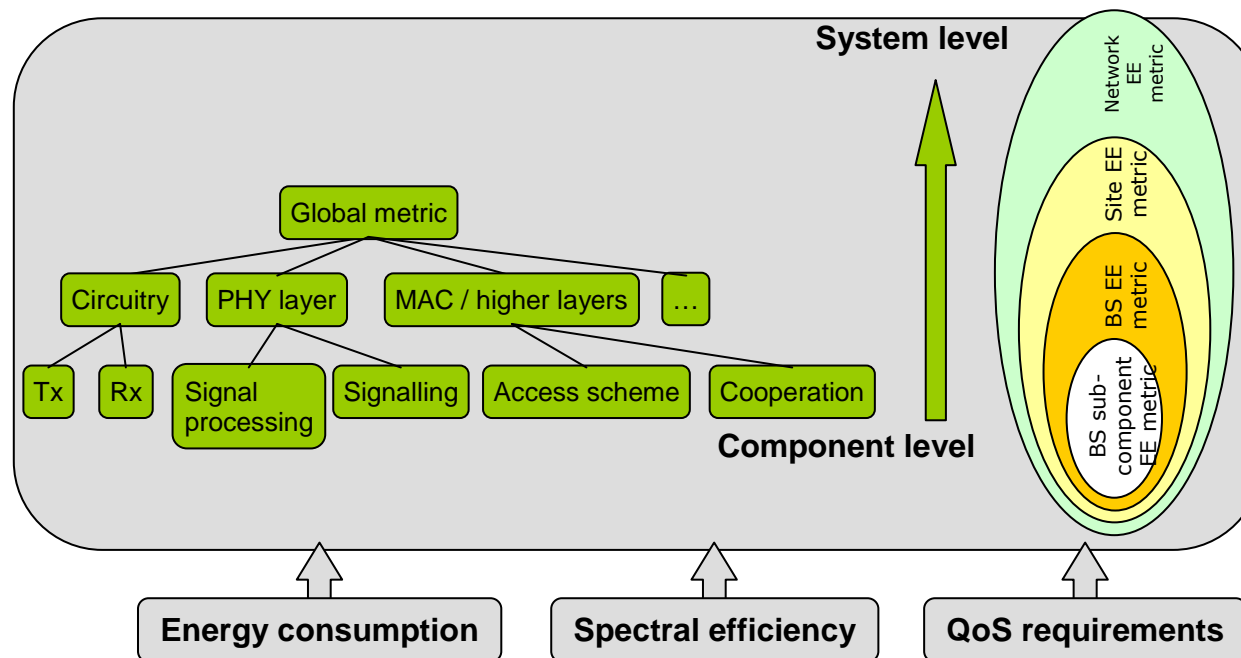 System level
Global metric
Circuitry
PHY layer
MAC / higher layers
…
Tx
Rx
Signal
processing
Signalling
Access scheme
Cooperation
Component level
Network
EE
metric
Site EE
metric
BS EE
metric
BS sub-
component
EE metric
Energy consumption
Spectral efficiency
QoS requirements